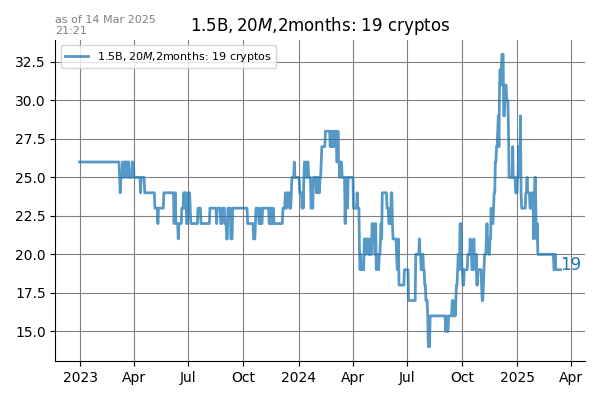 as of 14 Mar 2025
21:21
1.5B, 20M,2months: 19 cryptos
1.5B, 20M,2months: 19 cryptos
32.5
30.0
27.5
25.0
22.5
20.0
17.5
15.0
19
2023 Apr Jul Oct 2024 Apr Jul Oct 2025 Apr